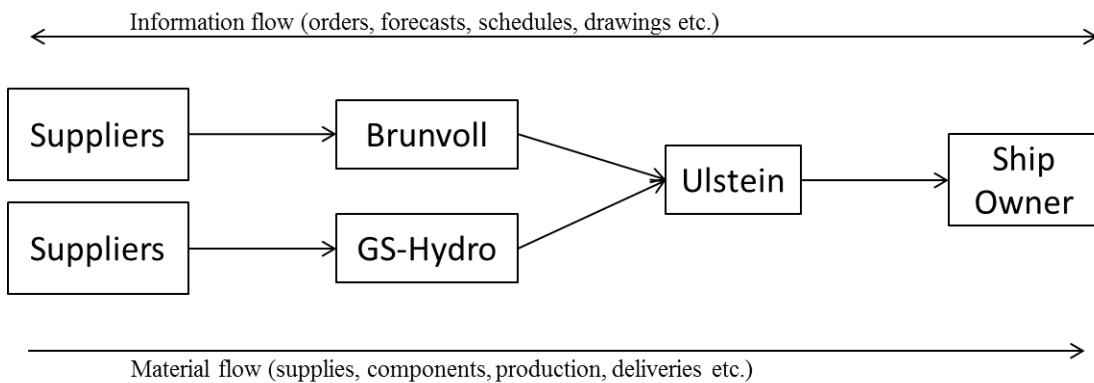 Information flow (orders, forecasts, schedules, drawings etc.)
Suppliers
Brunvoll
Suppliers
GS-Hydro
Ulstein
Ship
Owner
Material flow (supplies, components, production, deliveries etc.)